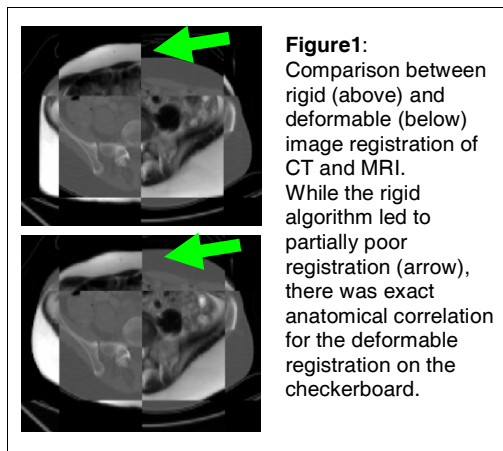 Figure1:
Comparison between
rigid (above) and
deformable (below)
image registration of
CT and MRI.
While the rigid
algorithm led to
partially poor
registration (arrow),
there was exact
anatomical correlation
for the deformable
registration on the
checkerboard.